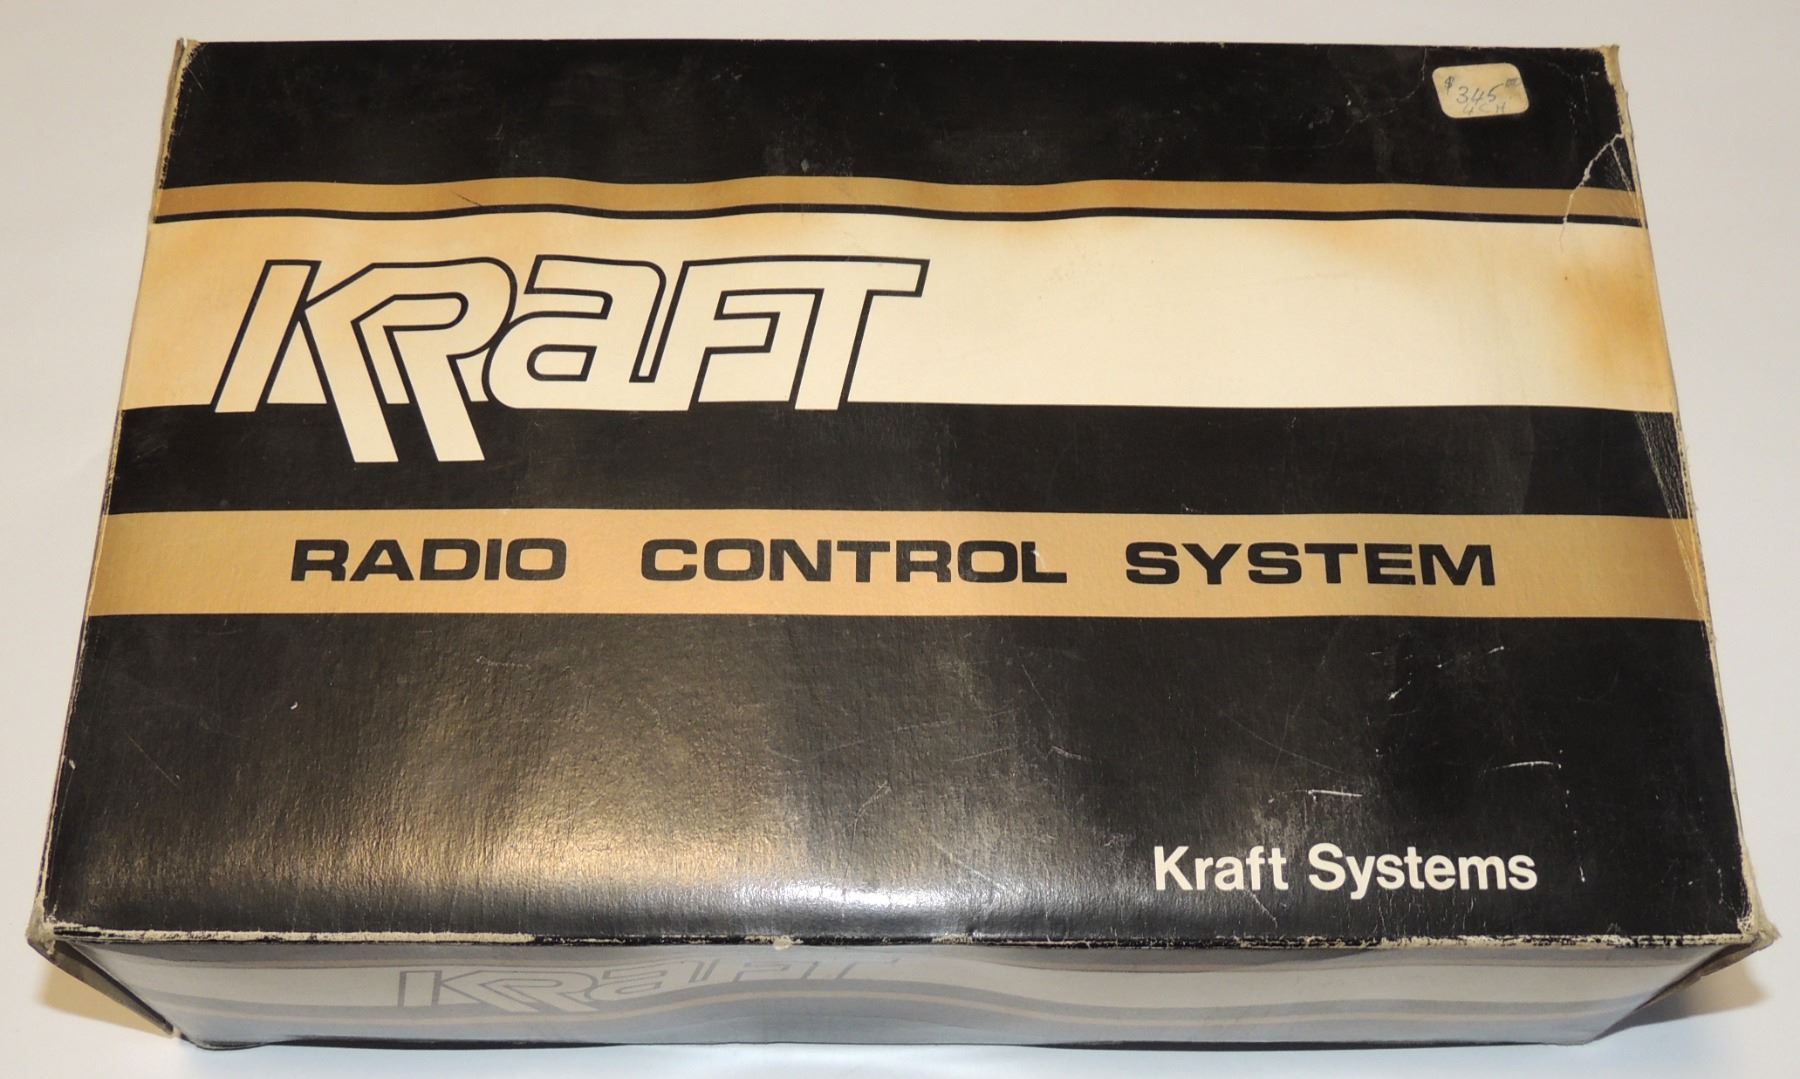 $345.00
4CH
KRaFT
RADIO CONTROL SYSTEM
Kraft Systems
KRaFT